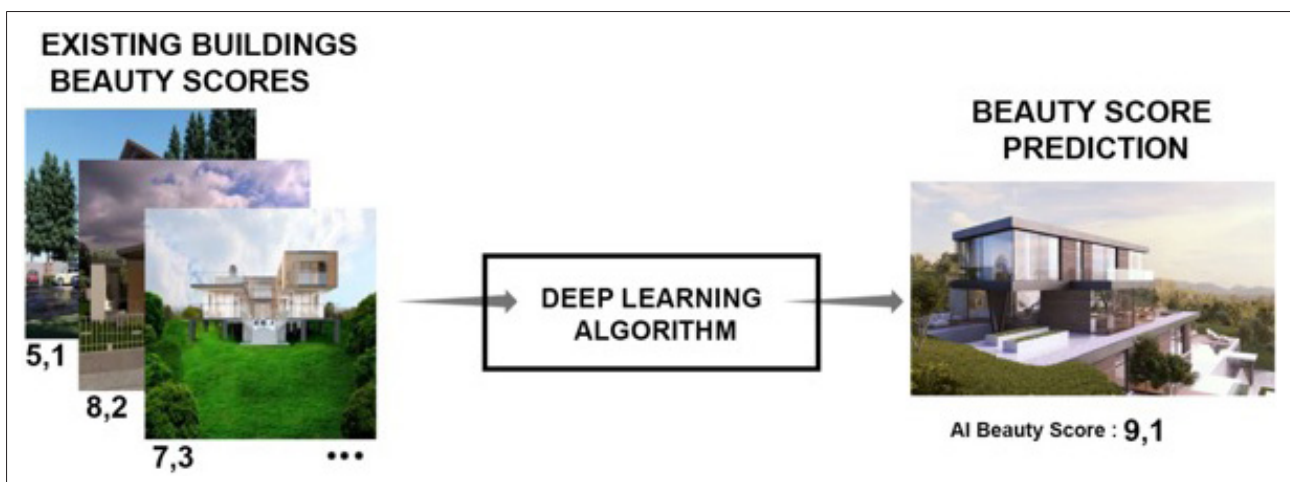 EXISTING BUILDINGS
BEAUTY SCORES
5,1
8,2
7,3
•••
DEEP LEARNING
ALGORITHM
BEAUTY SCORE
PREDICTION
AI Beauty Score : 9,1